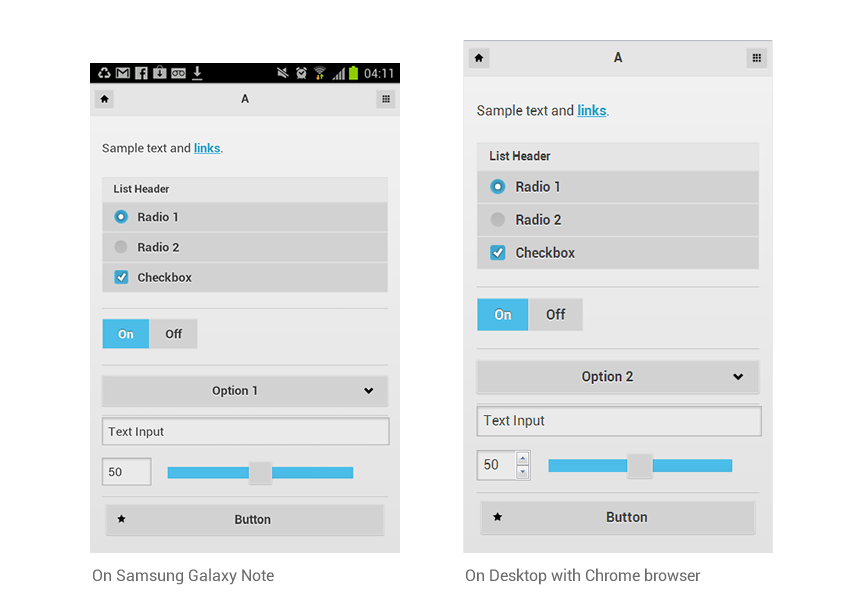 04:11
A
Sample text and links.
List Header
Radio 1
Radio 2
Checkbox
On Off
Option 1
Text Input
50
Button
On Samsung Galaxy Note
A
Sample text and links.
List Header
Radio 1
Radio 2
Checkbox
On Off
Option 2
Text Input
50
Button
On Desktop with Chrome browser